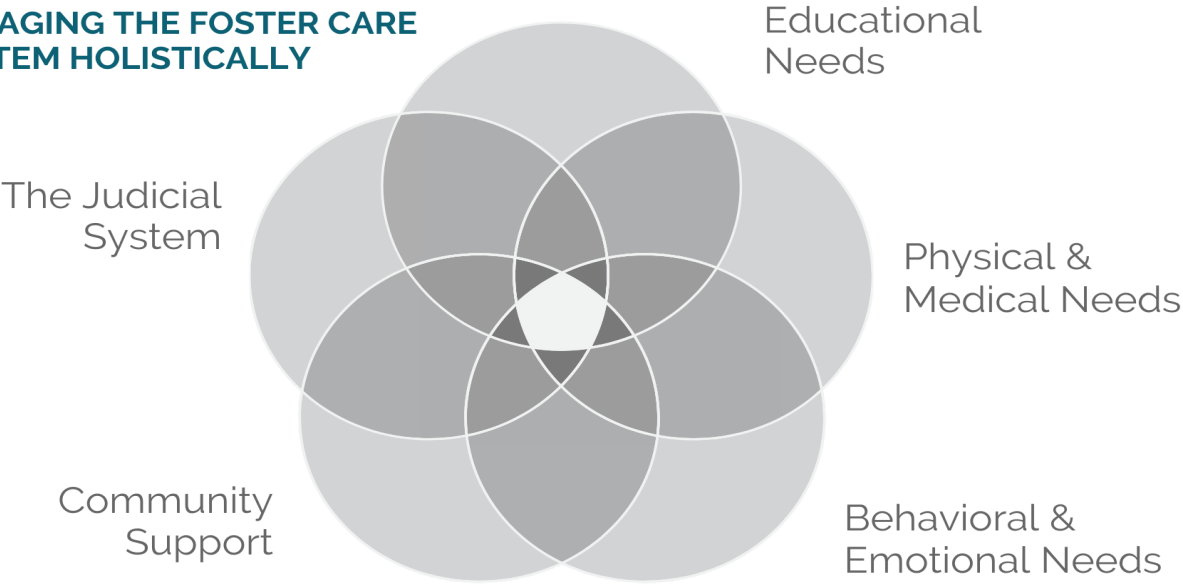 AGING THE FOSTER CARE
TEM HOLISTICALLY
Educational
Needs
The Judicial
System
Physical &
Medical Needs
Community
Support
Behavioral &
Emotional Needs